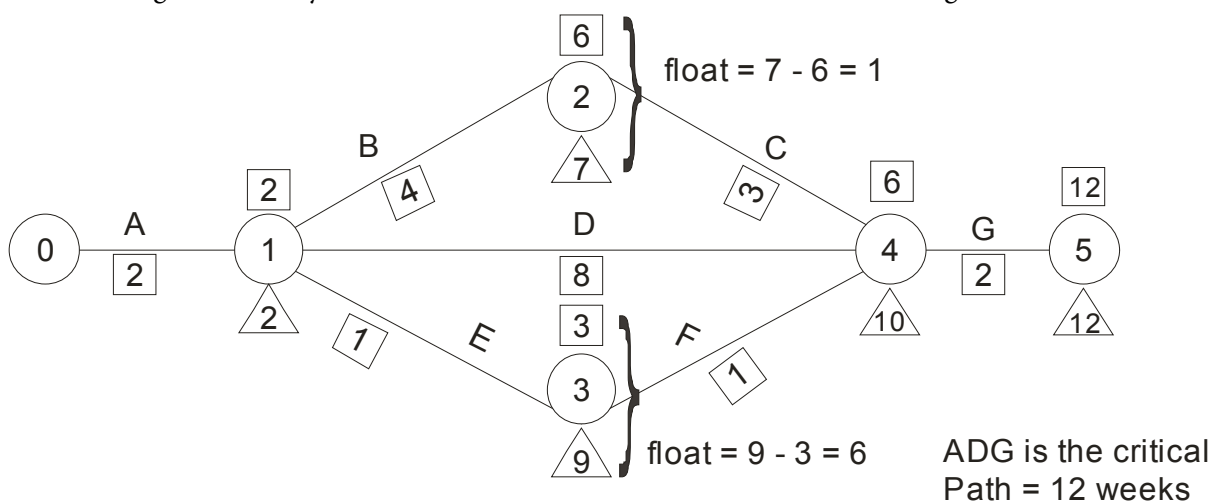 6
2
float = 7 - 6 = 1
7
B
4
C
3
2
6
12
A
D
G
0
1
4
5
2
8
2
2
10
12
1
E
3
F
1
3
9
float = 9 - 3 = 6
ADG is the critical
Path = 12 weeks